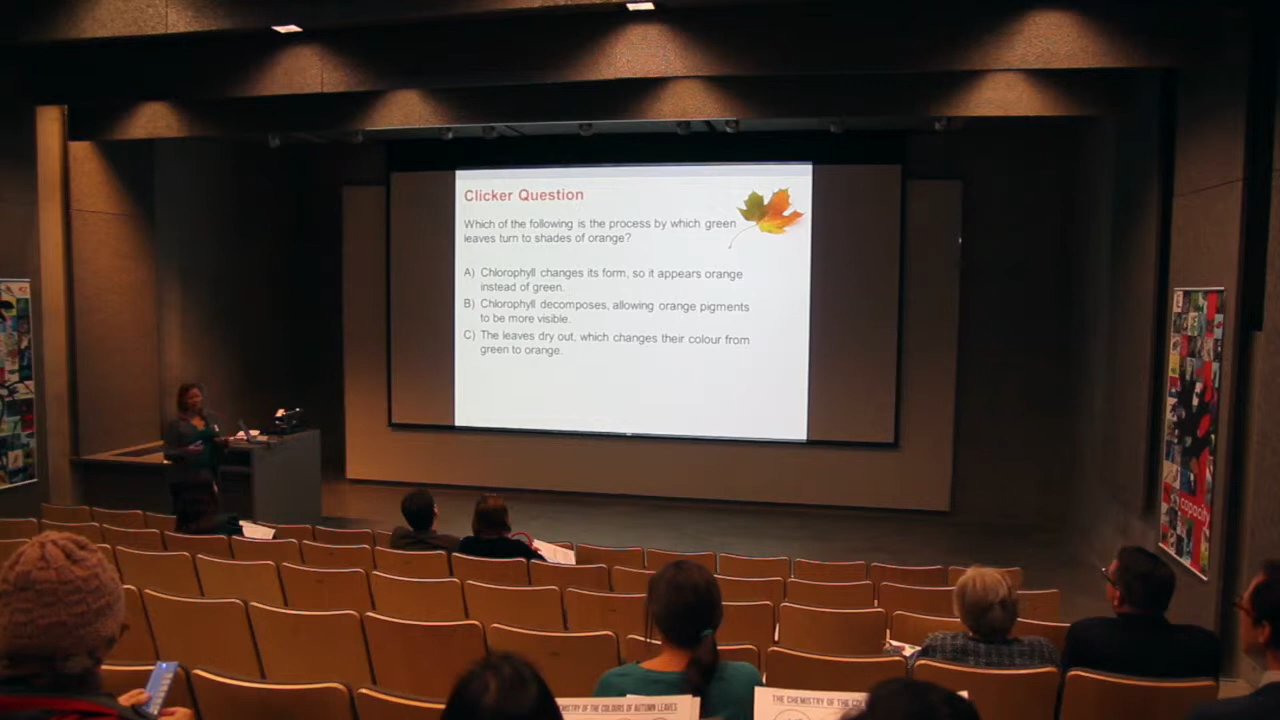 Clicker Question
Which of the following is the process by which green
leaves turn to shades of orange?
A) Chlorophyll changes its form, so it appears orange
instead of green.
B) Chlorophyll decomposes, allowing orange pigments
to be more visible.
C) The leaves dry out, which changes their colour from
green to orange.
capacity
OF THE COLOURS OF AUTUMN LEAVES
THE CHEMISTRY OF THE